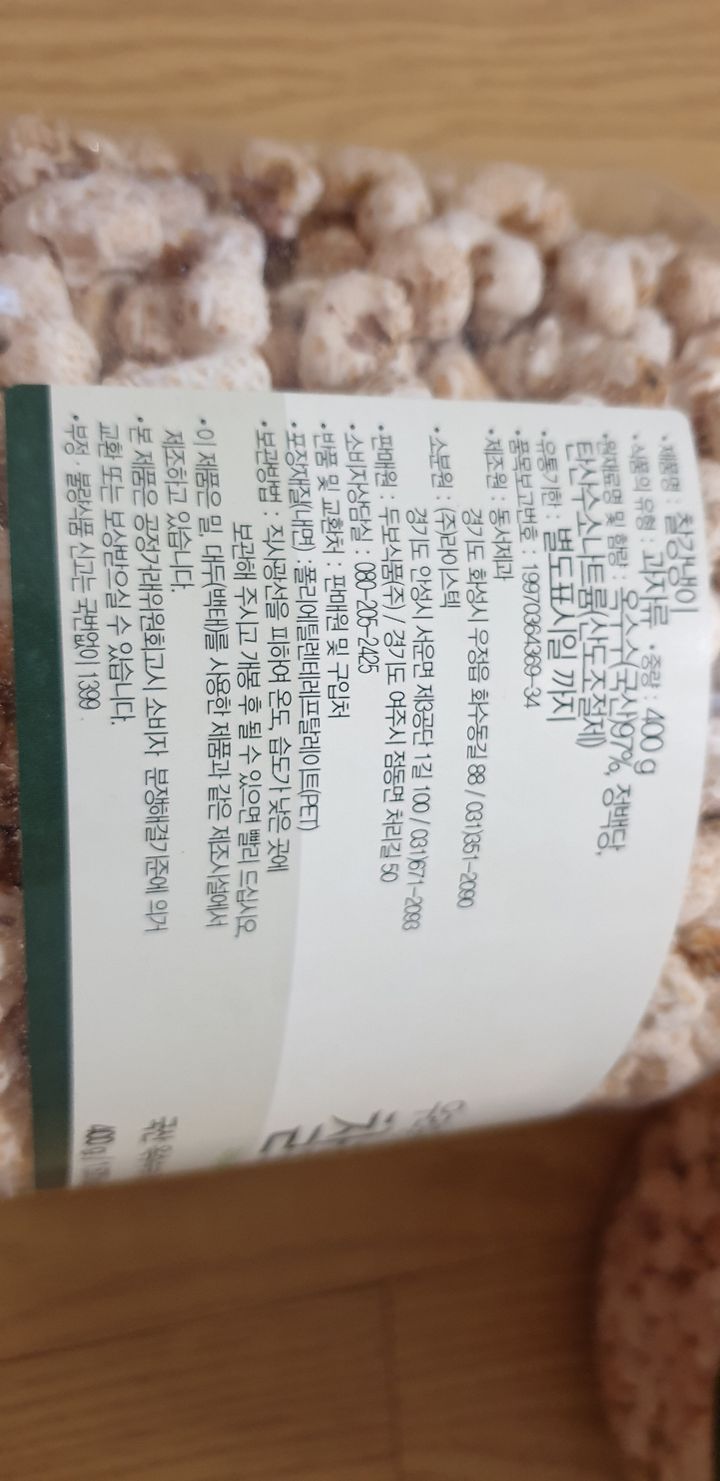 •제품명 : 찰강냉이
•식품의 유형 : 과자류 •중량 : 400 g
•원재료명 및 함량 : 옥수수(국산)97%, 정백당,
탄산수소나트륨(산도조절제)
•유통기한 : 별도표시일 까지
•품목보고번호 : 19970364369-34
•제조원 : 동서제과
경기도 화성시 우정읍 화수동길 88 / 031)351-2090
•소분원 : (주)라이스텍
경기도 안성시 서운면 제3공단 1길 100 / 031)671-2093
•판매원 : 두보식품(주) / 경기도 여주시 점동면 처리길 50
•소비자상담실 : 080-205-2425
•반품 및 교환처 : 판매원 및 구입처
•포장재질(내면) : 폴리에틸렌테레프탈레이트(PET)
•보관방법 : 직사광선을 피하여 온도, 습도가 낮은 곳에
보관해 주시고 개봉 후 될 수 있으면 빨리 드십시오.
•이 제품은 밀, 대두(백태)를 사용한 제품과 같은 제조시설에서
제조하고 있습니다.
•본 제품은 공정거래위원회고시 소비자 분쟁해결기준에 의거
교환 또는 보상받으실 수 있습니다.
•부정 · 불량식품 신고는 국번없이 1399
국산
400 g